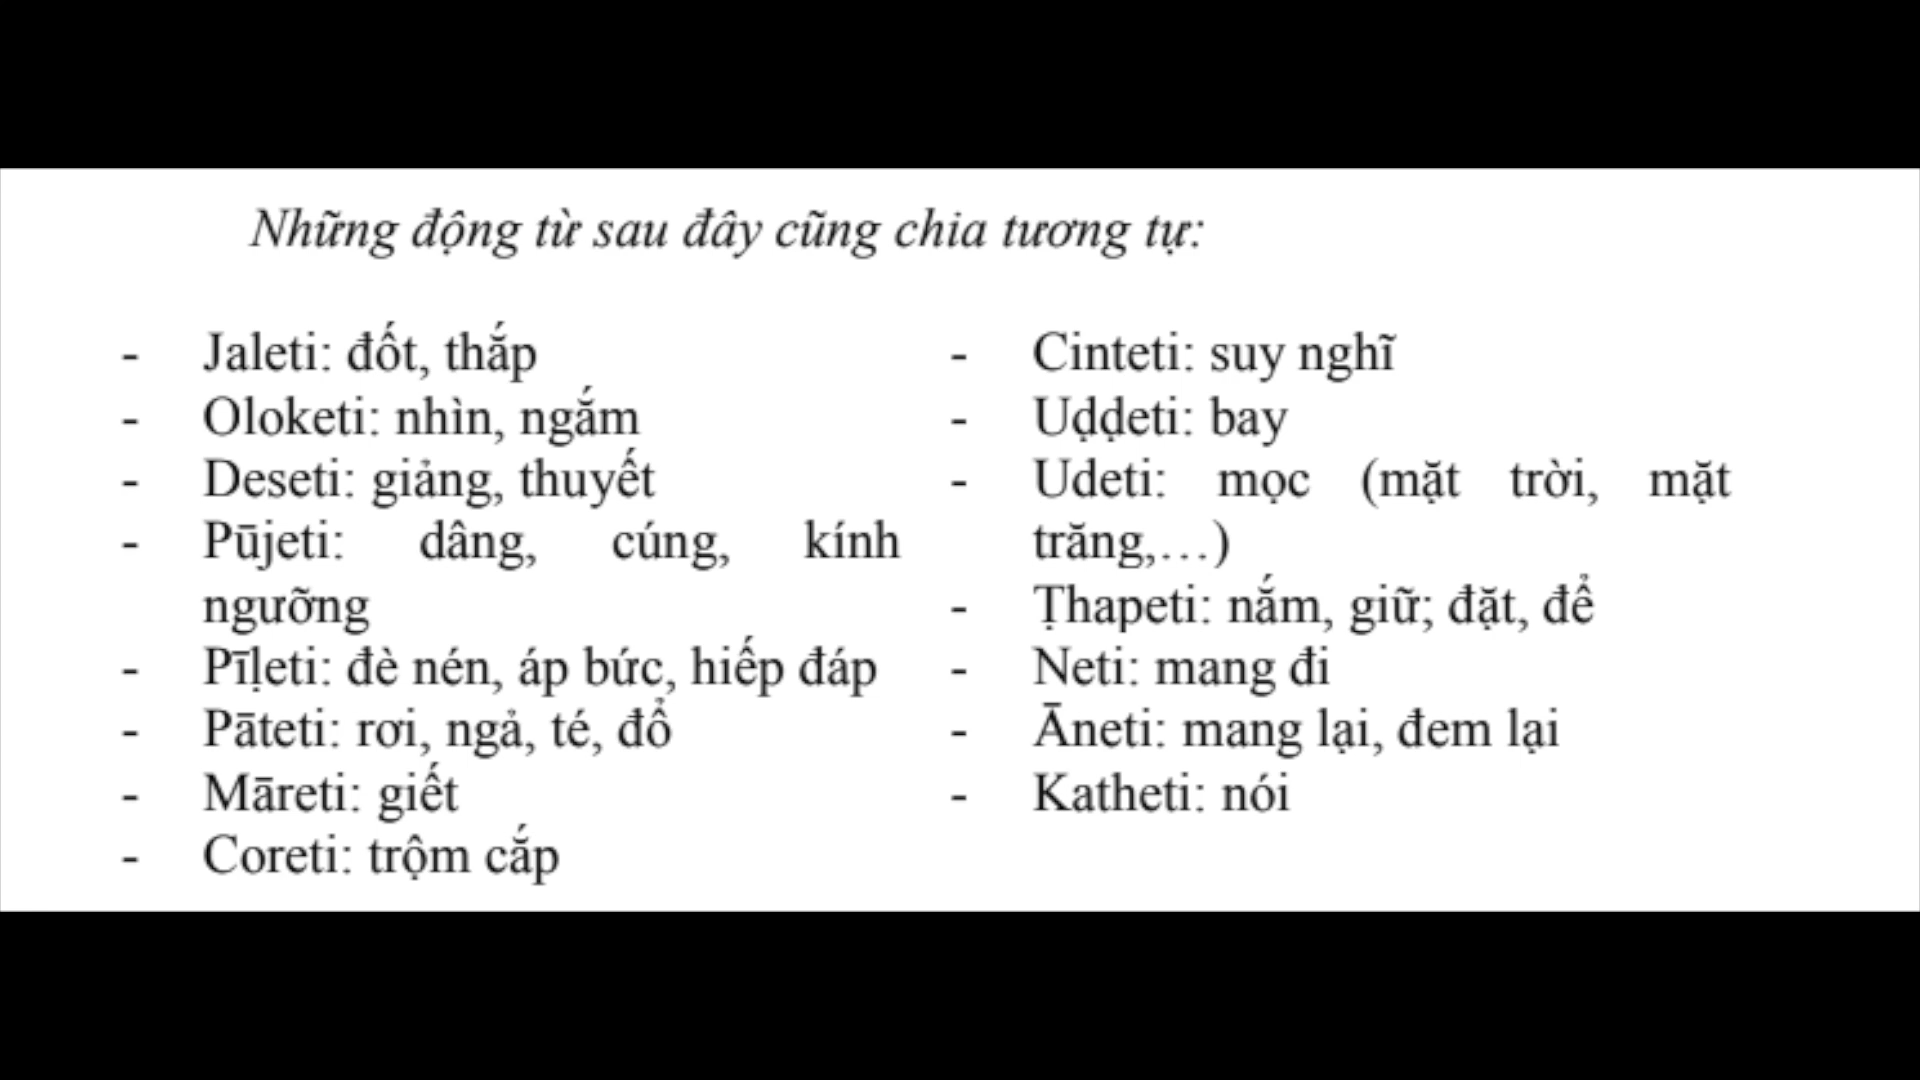 Những động từ sau đây cũng chia tương tự:
- Jaleti: đốt, thắp
- Oloketi: nhìn, ngắm
- Deseti: giảng, thuyết
- Pūjeti: dâng, cúng, kính
ngưỡng
- Pīḷeti: đè nén, áp bức, hiếp đáp
- Pāteti: rơi, ngả, té, đổ
- Māreti: giết
- Coreti: trộm cắp
- Cinteti: suy nghĩ
- Uḍḍeti: bay
- Udeti: mọc (mặt trời, mặt
trăng,…)
- Ṭhapeti: nắm, giữ; đặt, để
- Neti: mang đi
- Āneti: mang lại, đem lại
- Katheti: nói